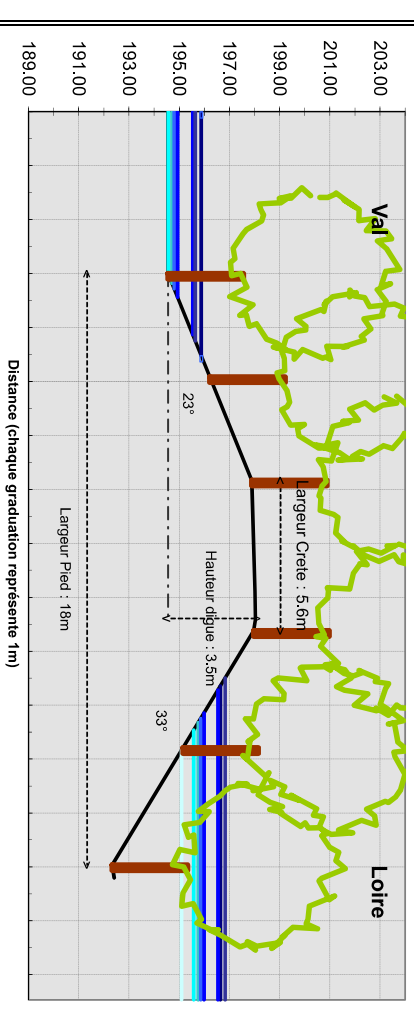 203.00
201.00
199.00
197.00
195.00
193.00
191.00
189.00
Val
Loire
Largeur Crete : 5.6m
Hauteur digue : 3.5m
23°
33°
Largeur Pied : 18m
Distance (chaque graduation représente 1m)